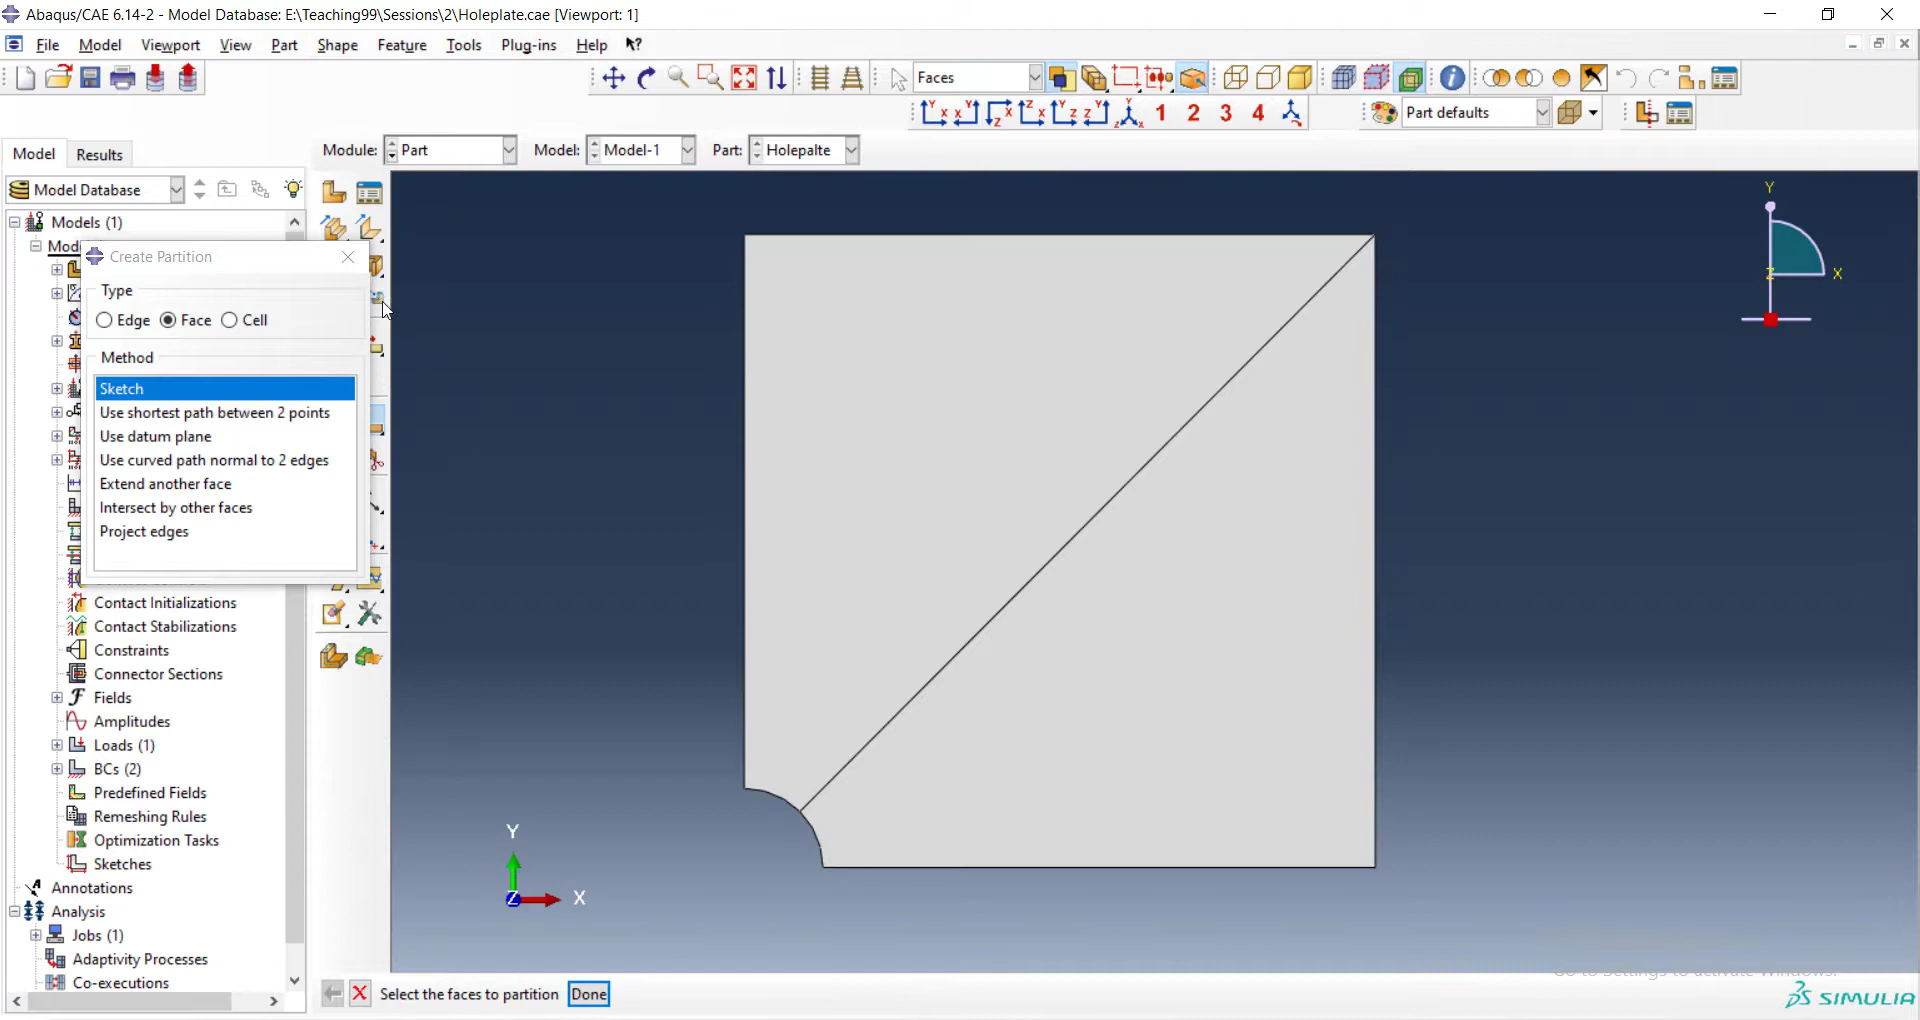 Abaqus/CAE 6.14-2 - Model Database: E:\Teaching99\Sessions\2\Holeplate.cae [Viewport: 1]
File Model Viewport View Part Shape Feature Tools Plug-ins Help
Faces
1 2 3 4 Part defaults
Model Results Module: Part Model: Model-1 Part: Holepalte
Model Database
Models (1)
Create Partition
Type
Edge Face Cell
Method
Sketch
Use shortest path between 2 points
Use datum plane
Use curved path normal to 2 edges
Extend another face
Intersect by other faces
Project edges
Contact Initializations
Contact Stabilizations
Constraints
Connector Sections
Fields
Amplitudes
Loads (1)
BCs (2)
Predefined Fields
Remeshing Rules
Optimization Tasks
Sketches
Annotations
Analysis
Jobs (1)
Adaptivity Processes
Co-executions
Y
X
Z
Y
X
Z
Select the faces to partition Done
SIMULIA